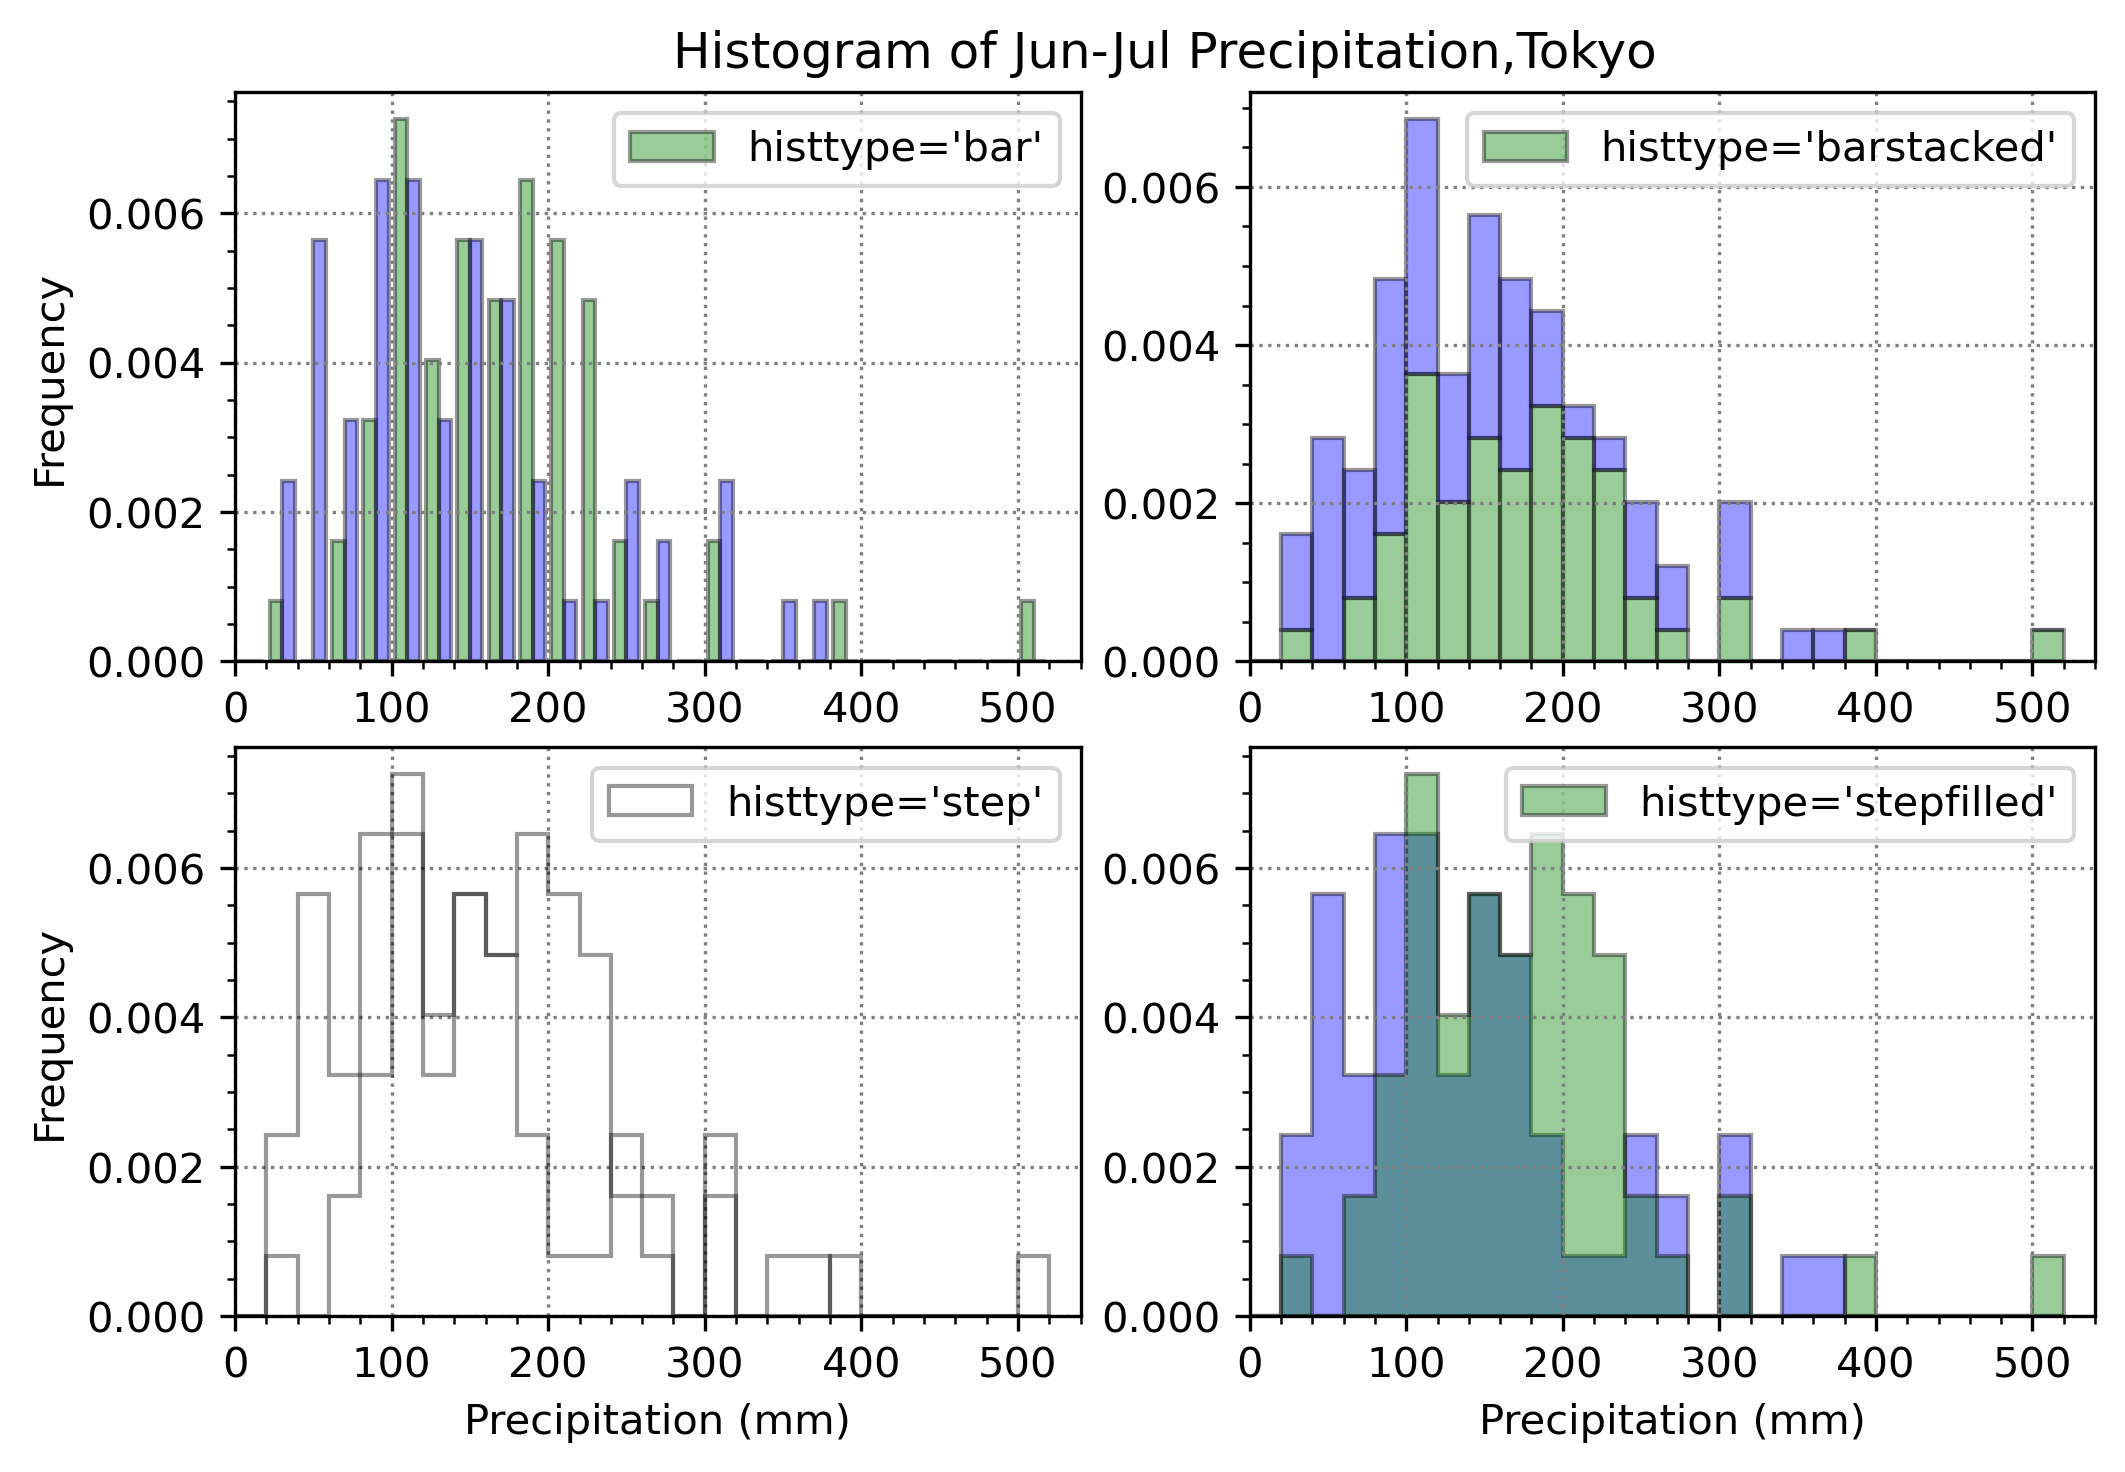 Histogram of Jun-Jul Precipitation,Tokyo
histtype='bar'
Frequency
0.006
0.004
0.002
0.000
0 100 200 300 400 500
histtype='barstacked'
0.006
0.004
0.002
0.000
0 100 200 300 400 500
histtype='step'
Frequency
0.006
0.004
0.002
0.000
0 100 200 300 400 500
Precipitation (mm)
histtype='stepfilled'
0.006
0.004
0.002
0.000
0 100 200 300 400 500
Precipitation (mm)